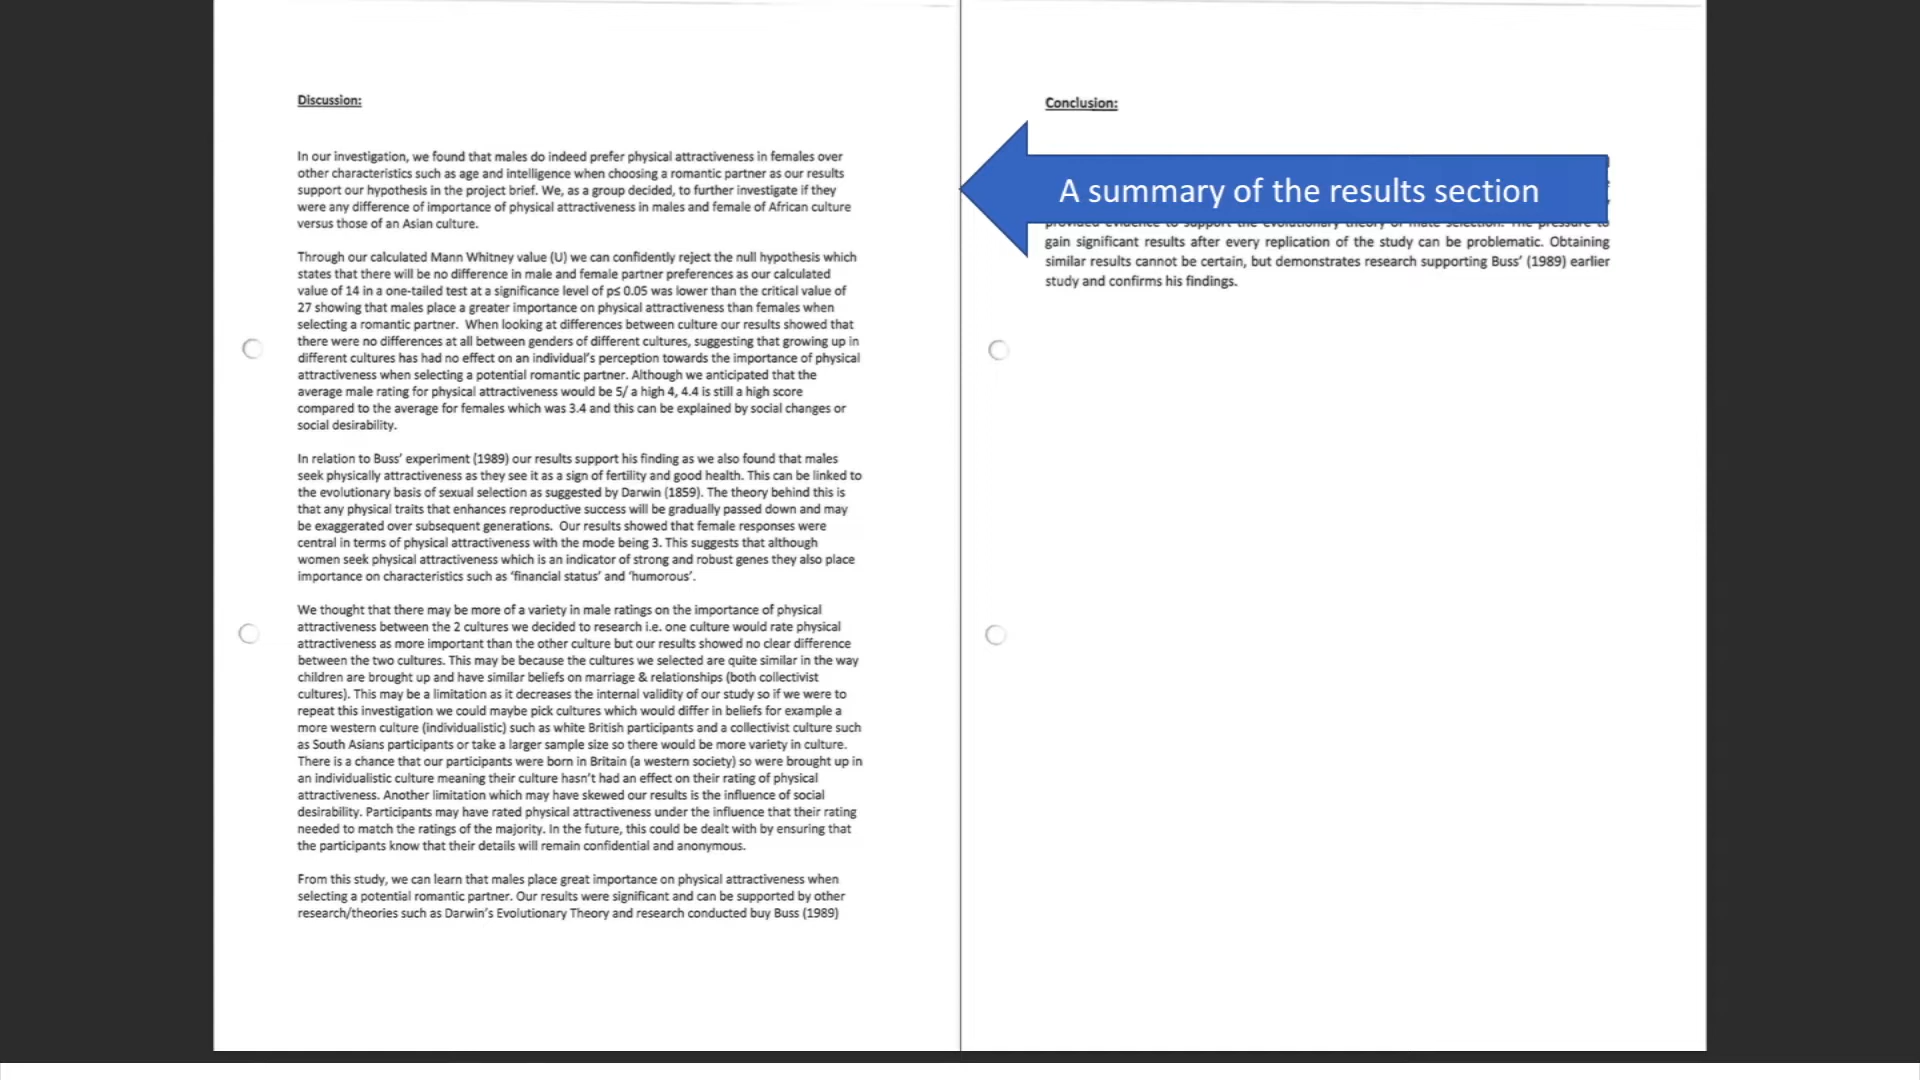 Discussion:
In our investigation, we found that males do indeed prefer physical attractiveness in females over
other characteristics such as age and intelligence when choosing a romantic partner as our results
support our hypothesis in the project brief. We, as a group decided, to further investigate if they
were any difference of importance of physical attractiveness in males and female of African culture
versus those of an Asian culture.
Through our calculated Mann Whitney value (U) we can confidently reject the null hypothesis which
states that there will be no difference in male and female partner preferences as our calculated
value of 14 in a one-tailed test at a significance level of p≤ 0.05 was lower than the critical value of
27 showing that males place a greater importance on physical attractiveness than females when
selecting a romantic partner.  When looking at differences between culture our results showed that
there were no differences at all between genders of different cultures, suggesting that growing up in
different cultures has had no effect on an individual's perception towards the importance of physical
attractiveness when selecting a potential romantic partner. Although we anticipated that the
average male rating for physical attractiveness would be 5/ a high 4, 4.4 is still a high score
compared to the average for females which was 3.4 and this can be explained by social changes or
social desirability.
In relation to Buss' experiment (1989) our results support his finding as we also found that males
seek physically attractiveness as they see it as a sign of fertility and good health. This can be linked to
the evolutionary basis of sexual selection as suggested by Darwin (1859). The theory behind this is
that any physical traits that enhances reproductive success will be gradually passed down and may
be exaggerated over subsequent generations.  Our results showed that female responses were
central in terms of physical attractiveness with the mode being 3. This suggests that although
women seek physical attractiveness which is an indicator of strong and robust genes they also place
importance on characteristics such as 'financial status' and 'humorous'.
We thought that there may be more of a variety in male ratings on the importance of physical
attractiveness between the 2 cultures we decided to research i.e. one culture would rate physical
attractiveness as more important than the other culture but our results showed no clear difference
between the two cultures. This may be because the cultures we selected are quite similar in the way
children are brought up and have similar beliefs on marriage & relationships (both collectivist
cultures). This may be a limitation as it decreases the internal validity of our study so if we were to
repeat this investigation we could maybe pick cultures which would differ in beliefs for example a
more western culture (individualistic) such as white British participants and a collectivist culture such
as South Asians participants or take a larger sample size so there would be more variety in culture.
There is a chance that our participants were born in Britain (a western society) so were brought up in
an individualistic culture meaning their culture hasn't had an effect on their rating of physical
attractiveness. Another limitation which may have skewed our results is the influence of social
desirability. Participants may have rated physical attractiveness under the influence that their rating
needed to match the ratings of the majority. In the future, this could be dealt with by ensuring that
the participants know that their details will remain confidential and anonymous.
From this study, we can learn that males place great importance on physical attractiveness when
selecting a potential romantic partner. Our results were significant and can be supported by other
research/theories such as Darwin's Evolutionary Theory and research conducted buy Buss (1989)
Conclusion:
A summary of the results section
provided evidence to support the evolutionary theory of mate selection. The pressure to
gain significant results after every replication of the study can be problematic. Obtaining
similar results cannot be certain, but demonstrates research supporting Buss' (1989) earlier
study and confirms his findings.